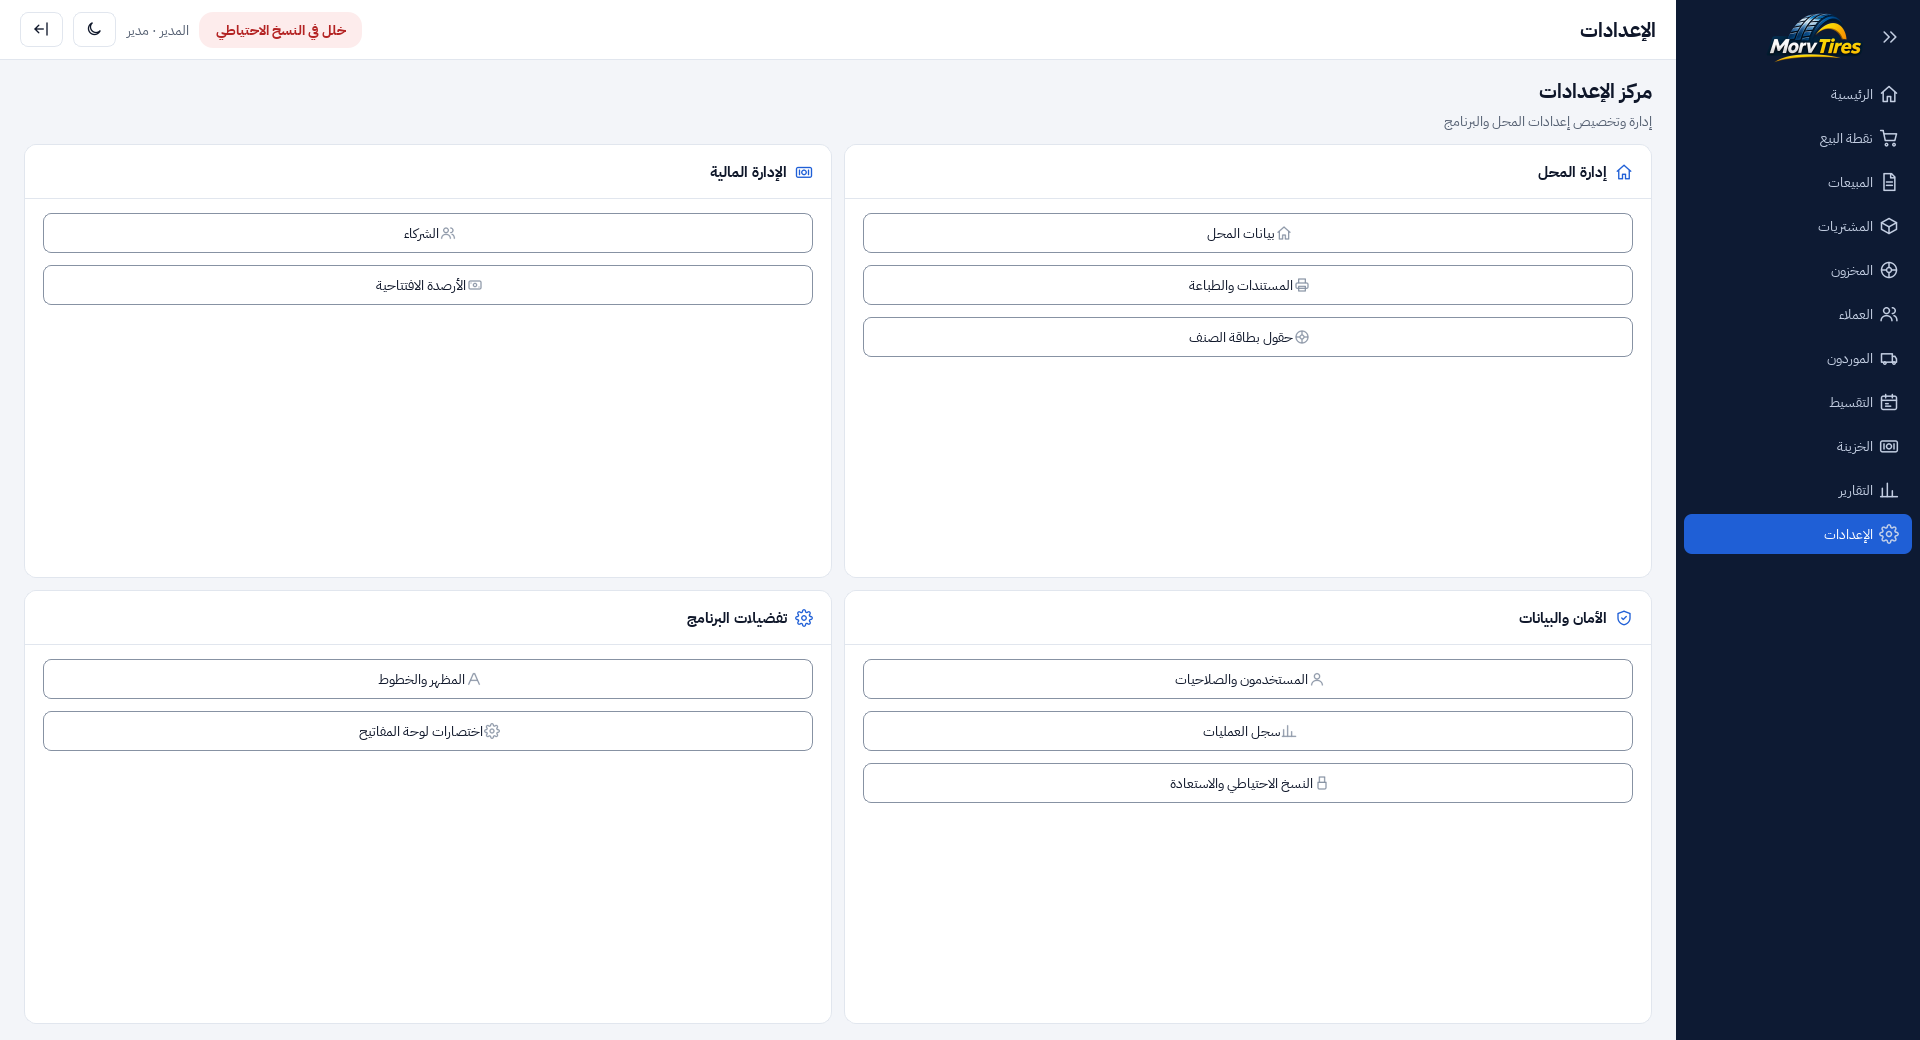 Morv Tires
الرئيسية
نقطة البيع
المبيعات
المشتريات
المخزون
العملاء
الموردون
التقسيط
الخزينة
التقارير
الإعدادات
الإعدادات
خلل في النسخ الاحتياطي
المدير · مدير
مركز الإعدادات
إدارة وتخصيص إعدادات المحل والبرنامج
إدارة المحل
بيانات المحل
المستندات والطباعة
حقول بطاقة الصنف
الإدارة المالية
الشركاء
الأرصدة الافتتاحية
الأمان والبيانات
المستخدمون والصلاحيات
سجل العمليات
النسخ الاحتياطي والاستعادة
تفضيلات البرنامج
المظهر والخطوط
اختصارات لوحة المفاتيح